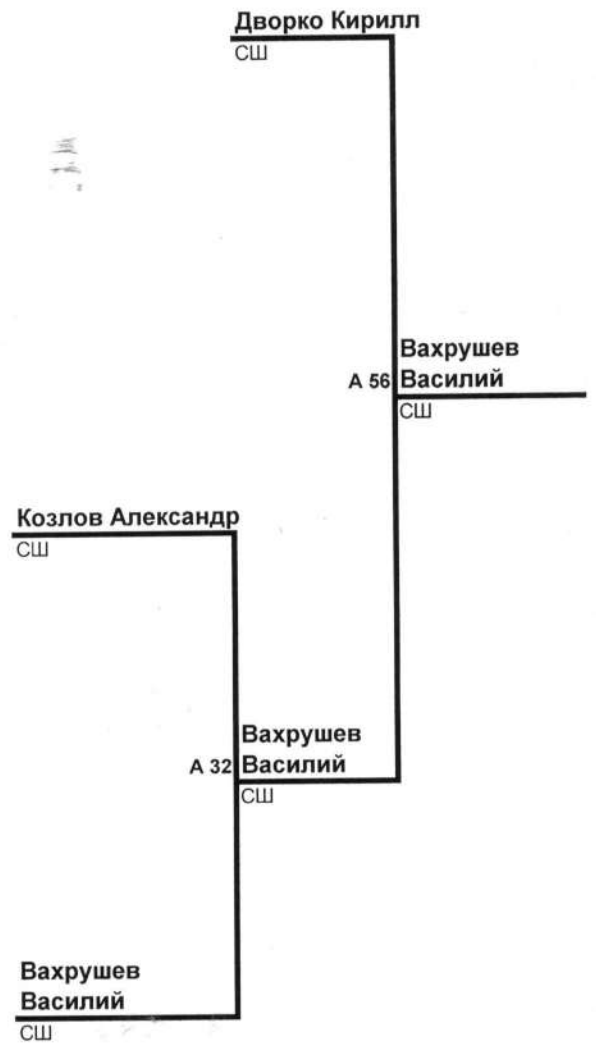 Дворко Кирилл
СШ
Вахрушев
А 56 Василий
СШ
Козлов Александр
СШ
Вахрушев
А 32 Василий
СШ
Вахрушев
Василий
СШ